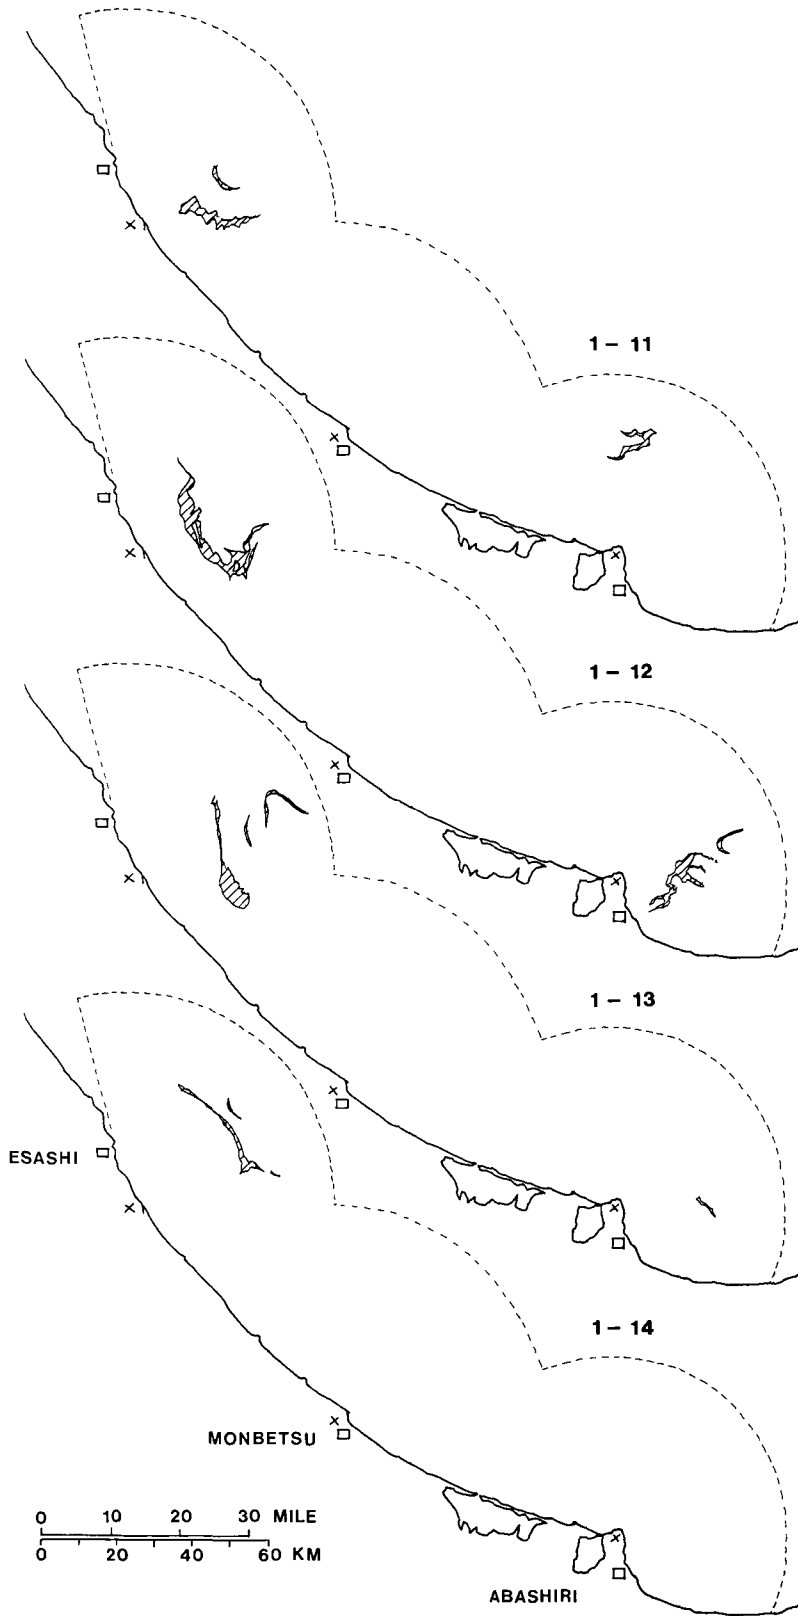 1 – 11
1 – 12
1 – 13
ESASHI
1 – 14
MONBETSU
0 10 20 30 MILE
0 20 40 60 KM
ABASHIRI